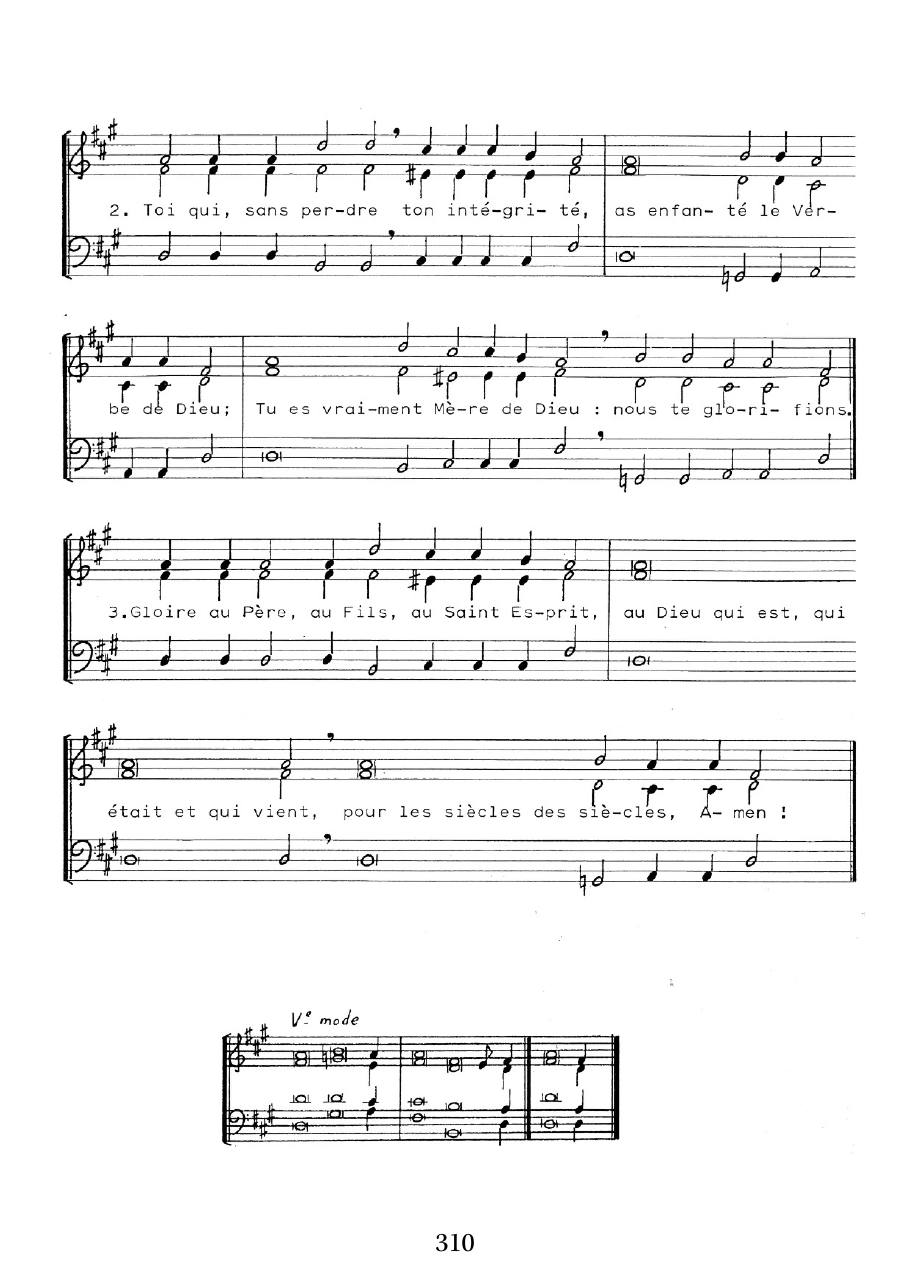 2. Toi qui, sans per-dre ton inté-gri- té, as enfan- té le Ver-
be de Dieu; Tu es vrai-ment Mè-re de Dieu : nous te glo-ri- fions.
3.Gloire au Père, au Fils, au Saint Es-prit, au Dieu qui est, qui
était et qui vient, pour les siècles des siè-cles, A- men !
Vᵉ mode
310